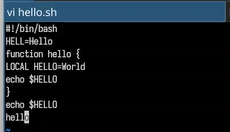 vi hello.sh
#!/bin/bash
HELL=Hello
function hello {
LOCAL HELLO=World
echo $HELLO
}
echo $HELLO
hello
~